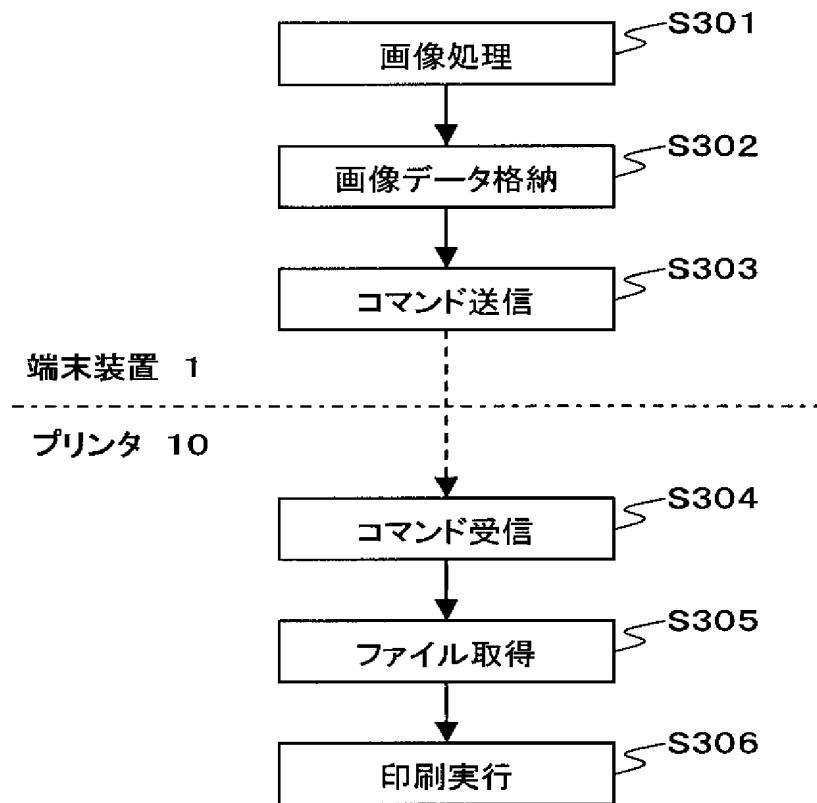 S301
画像処理
S302
画像データ格納
S303
コマンド送信
端末装置 1
プリンタ 10
S304
コマンド受信
S305
ファイル取得
S306
印刷実行